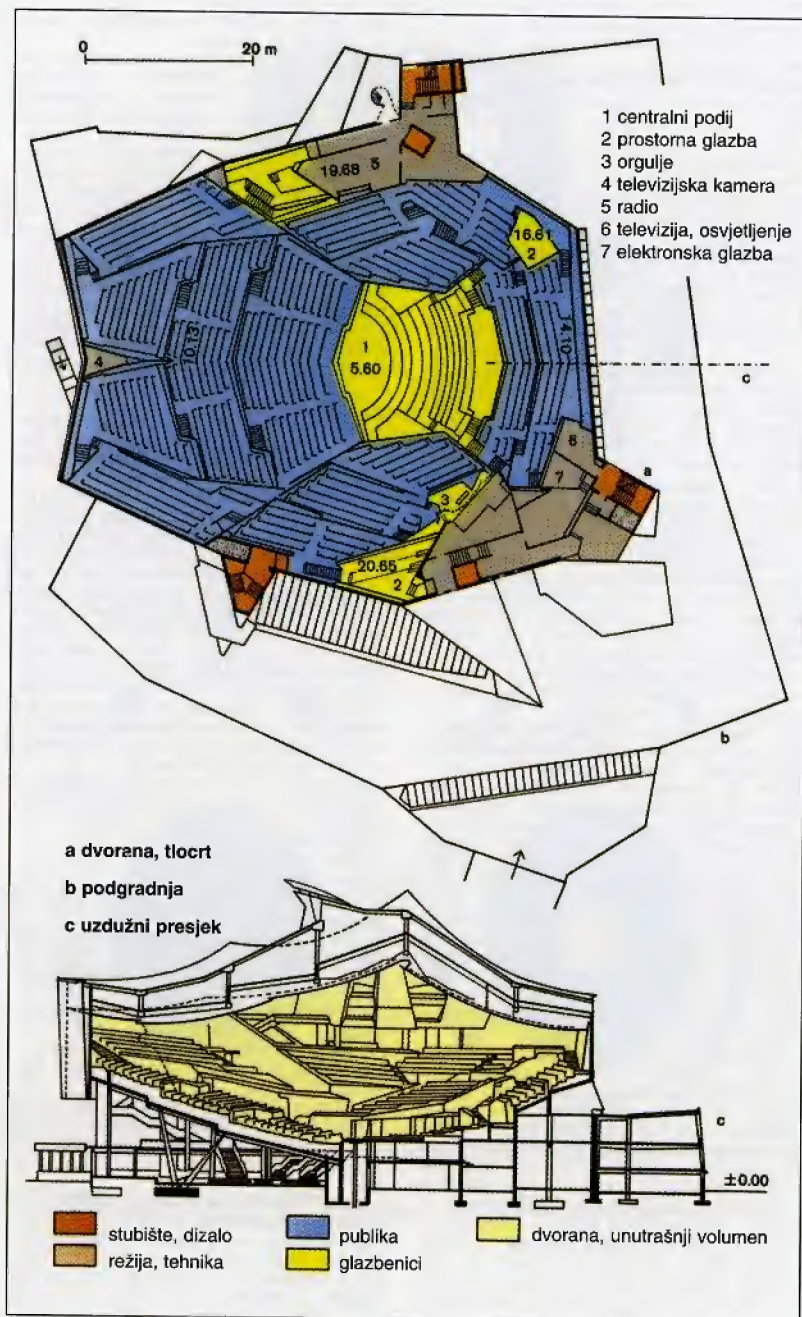 0 20 m
1 centralni podij
2 prostorna glazba
3 orgulje
4 televizijska kamera
5 radio
6 televizija, osvjetljenje
7 elektronska glazba
19.68 5
16.61
2
10.13
14.10
1
5.60
4
c
6
7
a
3
20.65
2
b
a dvorana, tlocrt
b podgradnja
c uzdužni presjek
c
±0.00
stubište, dizalo
publika
dvorana, unutrašnji volumen
režija, tehnika
glazbenici